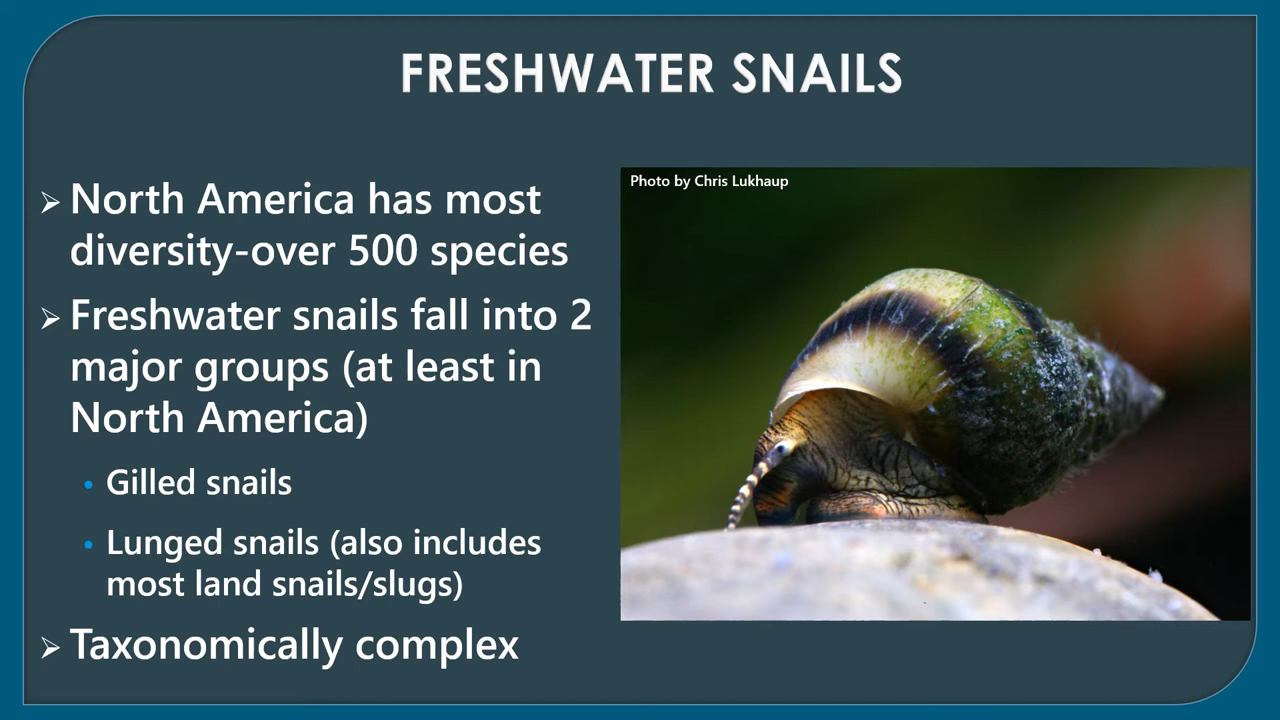 FRESHWATER SNAILS
North America has most
diversity-over 500 species
Freshwater snails fall into 2
major groups (at least in
North America)
Gilled snails
Lunged snails (also includes
most land snails/slugs)
Taxonomically complex
Photo by Chris Lukhaup